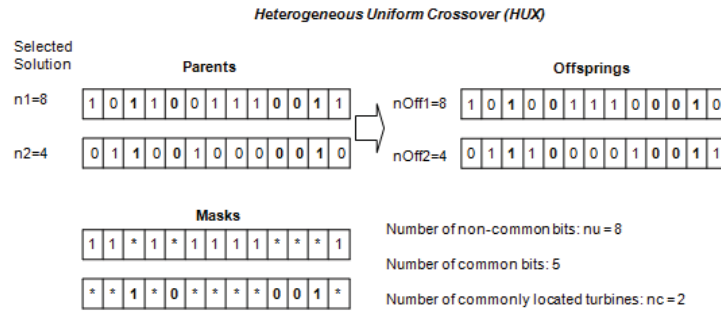 Heterogeneous Uniform Crossover (HUX)
Selected
Solution
Parents
Offsprings
n1=8 1 0 1 1 0 0 1 1 1 0 0 1 1
nOff1=8 1 0 1 0 0 1 1 1 0 0 0 1 0
n2=4 0 1 1 0 0 1 0 0 0 0 0 1 0
nOff2=4 0 1 1 1 0 0 0 0 1 0 0 1 1
Masks
1 1 * 1 * 1 1 1 1 * * * 1
* * 1 * 0 * * * * 0 0 1 *
Number of non-common bits: nu = 8
Number of common bits: 5
Number of commonly located turbines: nc = 2